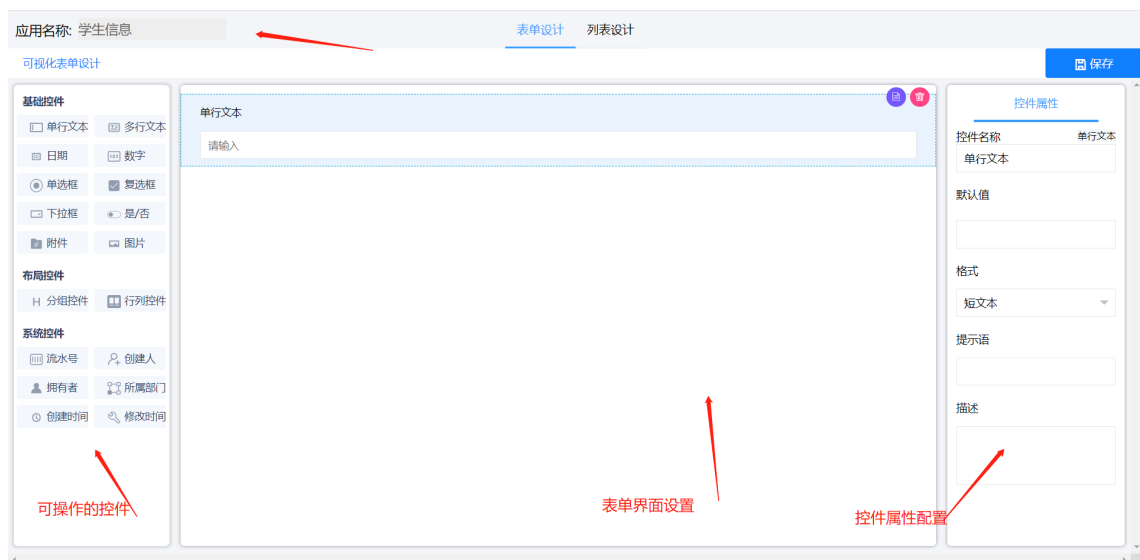 应用名称: 学生信息
表单设计 列表设计
可视化表单设计
保存
基础控件
单行文本 多行文本
日期 数字
单选框 复选框
下拉框 是/否
附件 图片
布局控件
H 分组控件 行列控件
系统控件
流水号 创建人
拥有者 所属部门
创建时间 修改时间
可操作的控件
单行文本
请输入
表单界面设置
控件属性
控件名称 单行文本
单行文本
默认值
格式
短文本
提示语
描述
控件属性配置